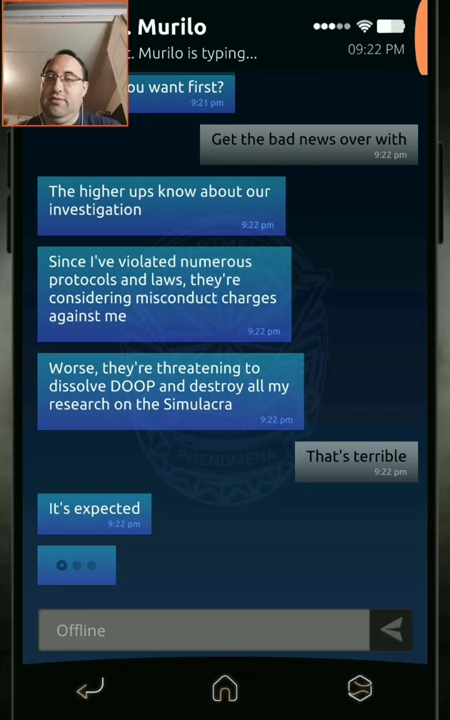 . Murilo
09:22 PM
t. Murilo is typing...
ou want first?
9:21 pm
Get the bad news over with
9:22 pm
The higher ups know about our
investigation
9:22 pm
Since I've violated numerous
protocols and laws, they're
considering misconduct charges
against me
9:22 pm
Worse, they're threatening to
dissolve DOOP and destroy all my
research on the Simulacra
9:22 pm
PHENOMENA
That's terrible
9:22 pm
It's expected
9:22 pm
Offline